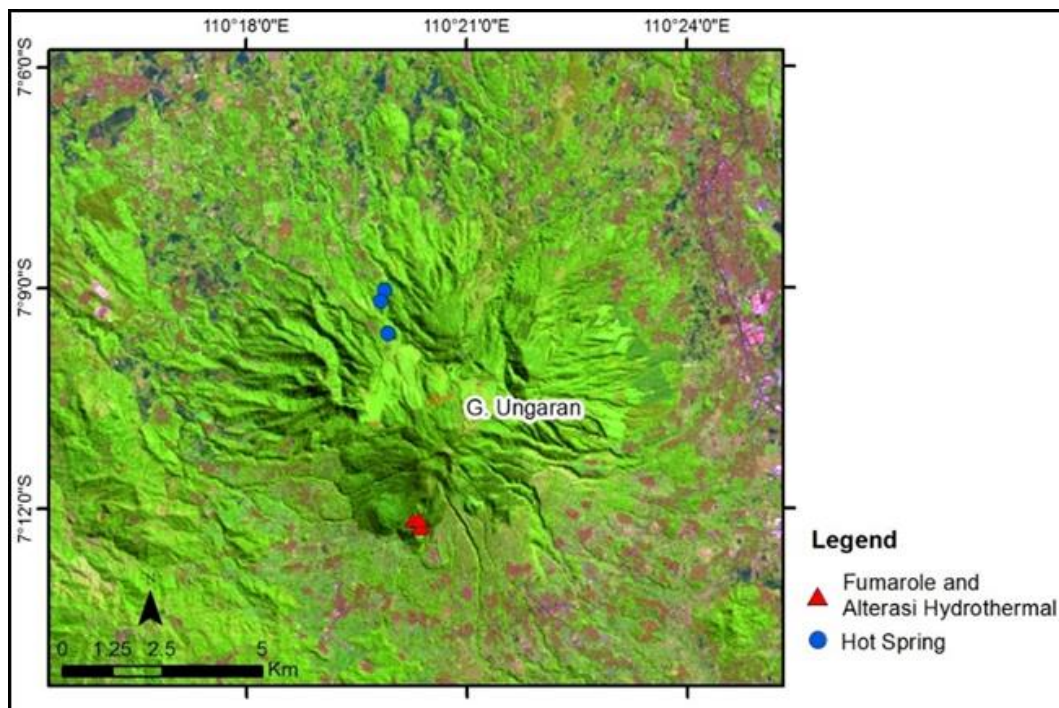 110°18'0"E
110°21'0"E
110°24'0"E
7°6'0"S
7°9'0"S
G. Ungaran
7°12'0"S
N
0 1.25 2.5 5
Km
Legend
Fumarole and
Alterasi Hydrothermal
Hot Spring